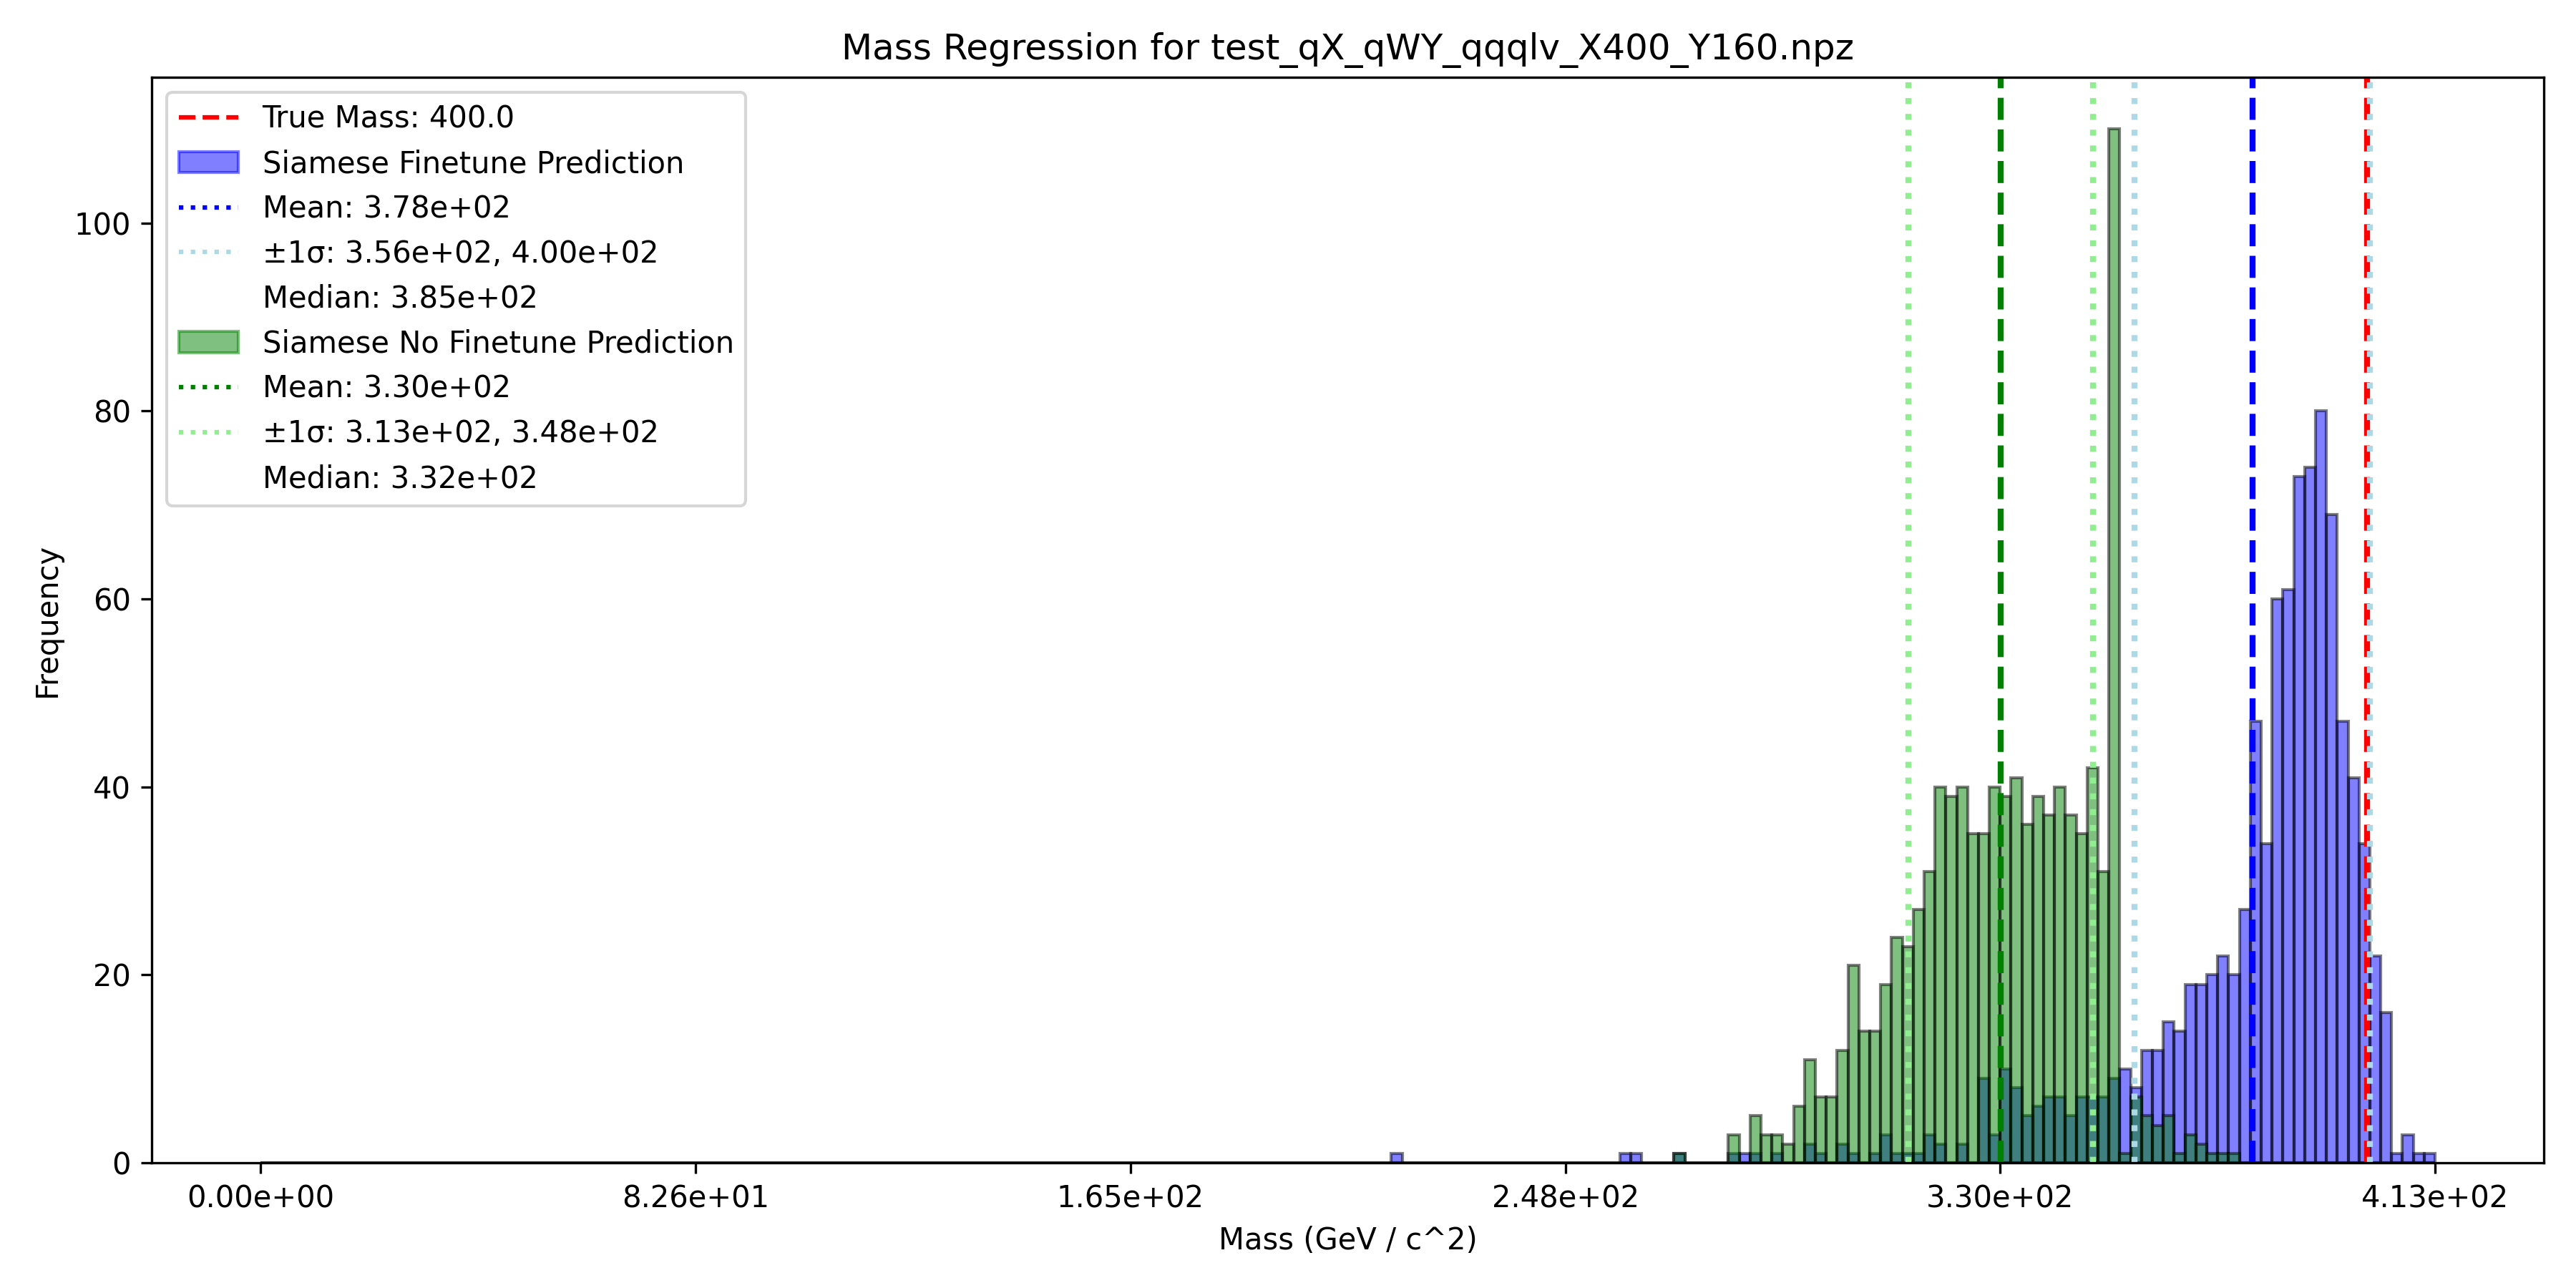 Mass Regression for test_qX_qWY_qqqlv_X400_Y160.npz
True Mass: 400.0
Siamese Finetune Prediction
Mean: 3.78e+02
±1σ: 3.56e+02, 4.00e+02
Median: 3.85e+02
Siamese No Finetune Prediction
Mean: 3.30e+02
±1σ: 3.13e+02, 3.48e+02
Median: 3.32e+02
Frequency
100
80
60
40
20
0
0.00e+00 8.26e+01 1.65e+02 2.48e+02 3.30e+02 4.13e+02
Mass (GeV / c^2)